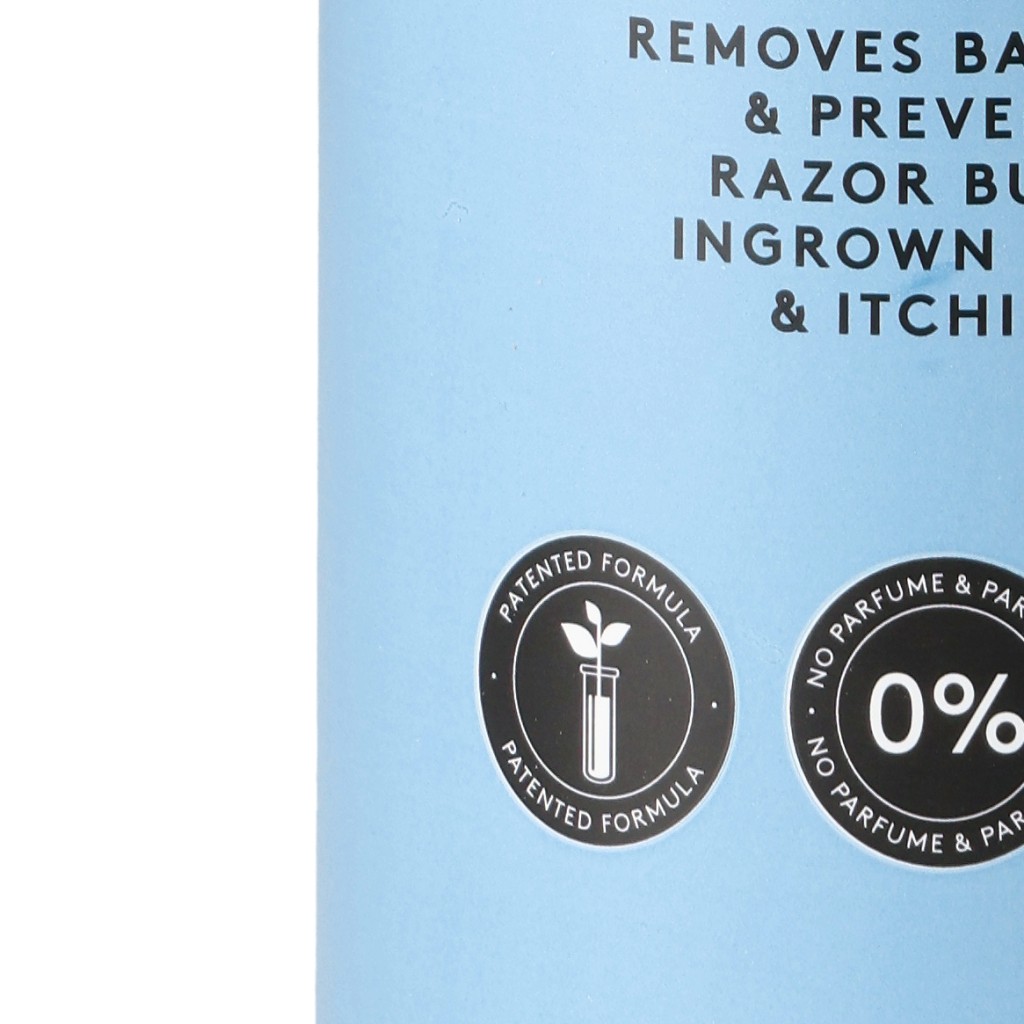 REMOVES BA
& PREVE
RAZOR BU
INGROWN
& ITCHI
PATENTED FORMULA
PATENTED FORMULA
NO PARFUME & PAR
0%
NO PARFUME & PAR